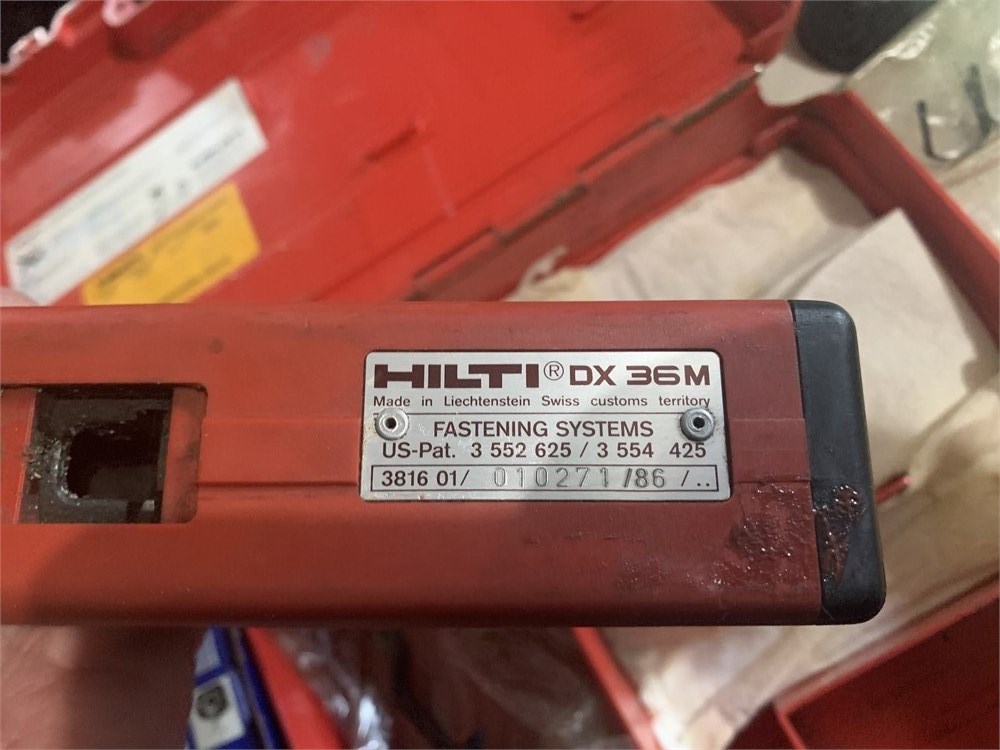 HILTI® DX 36M
Made in Liechtenstein Swiss customs territory
FASTENING SYSTEMS
US-Pat. 3 552 625 / 3 554 425
3816 01/ 010271 /86 / ..